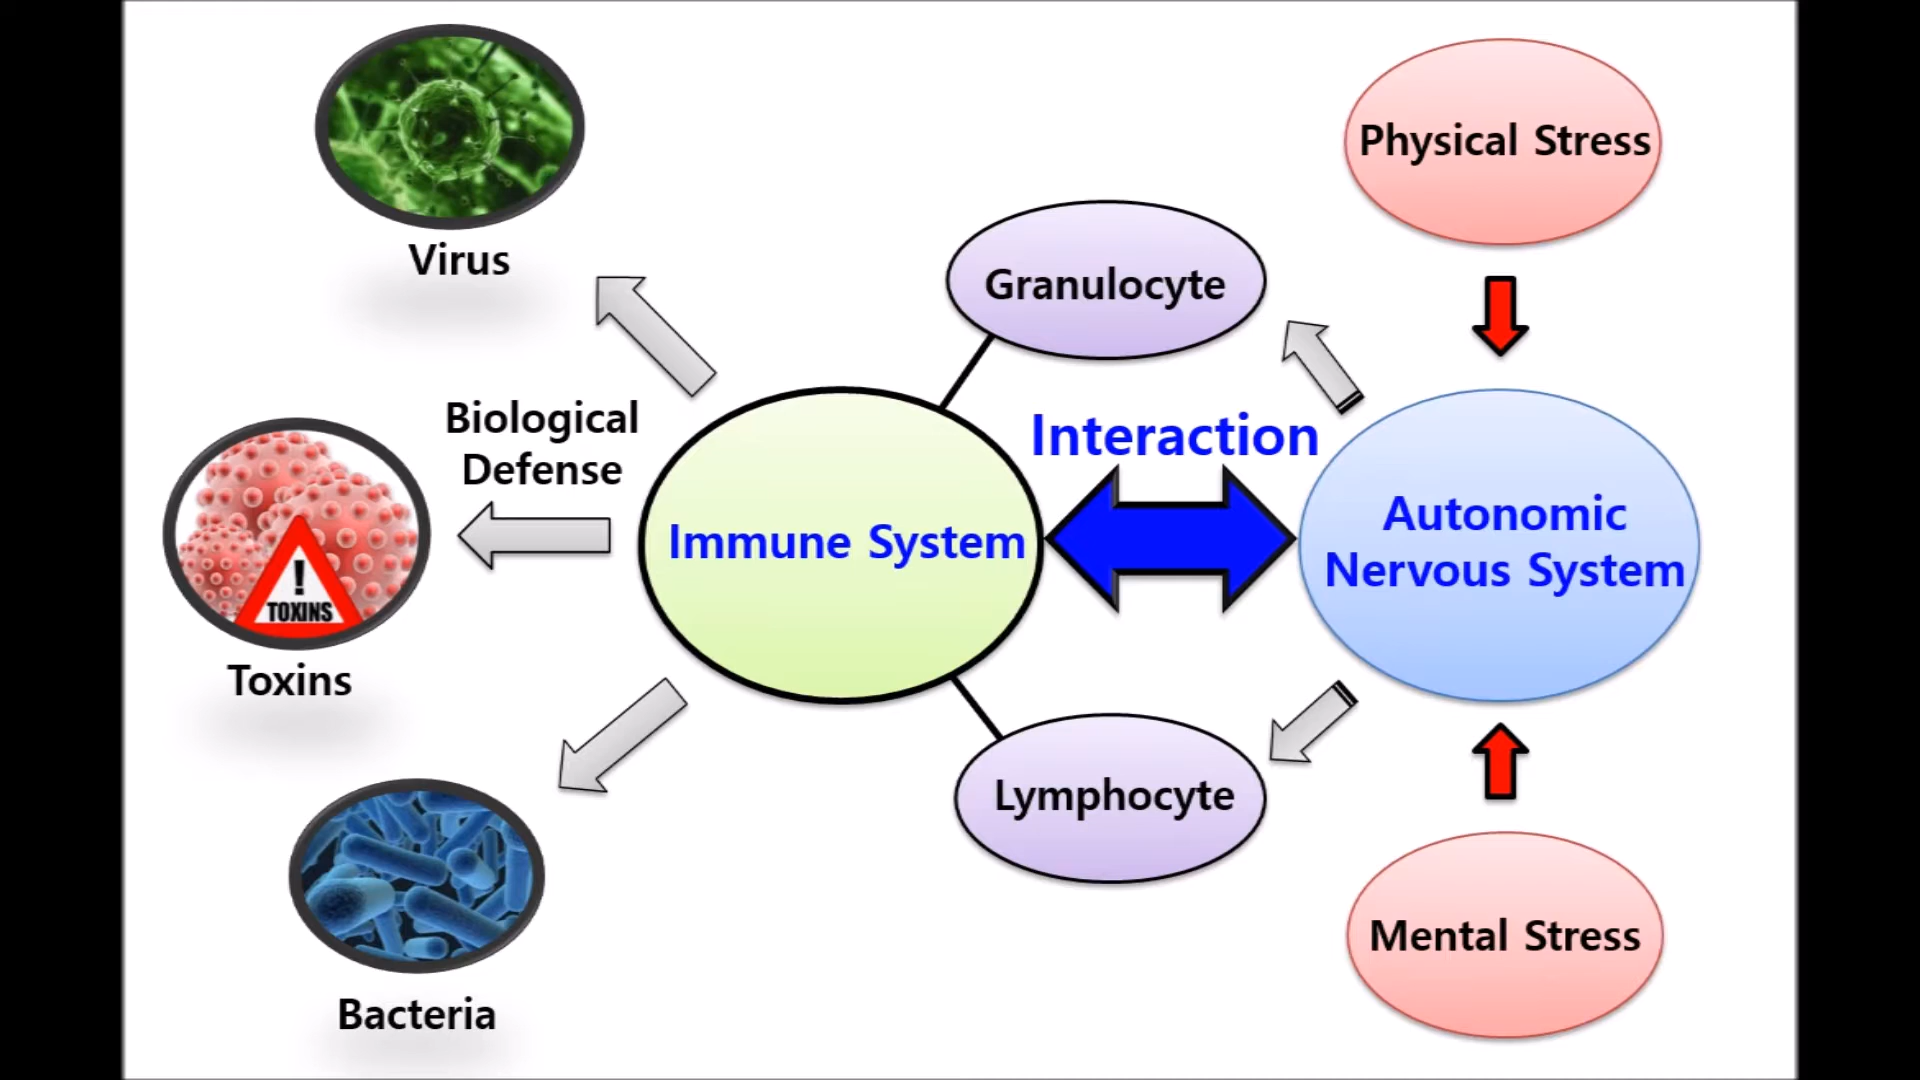 Virus
Physical Stress
Granulocyte
Biological
Defense
Interaction
Immune System
Autonomic
Nervous System
!
TOXINS
Toxins
Lymphocyte
Mental Stress
Bacteria